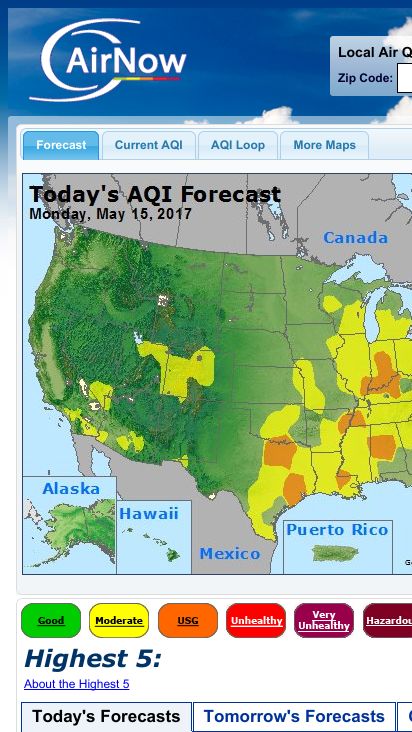 AirNow
Local Air Q
Zip Code:
Forecast
Current AQI
AQI Loop
More Maps
Today's AQI Forecast
Monday, May 15, 2017
Canada
Alaska
Hawaii
Mexico
Puerto Rico
Good
Moderate
USG
Unhealthy
Very
Unhealthy
Hazardou
Highest 5:
About the Highest 5
Today's Forecasts
Tomorrow's Forecasts